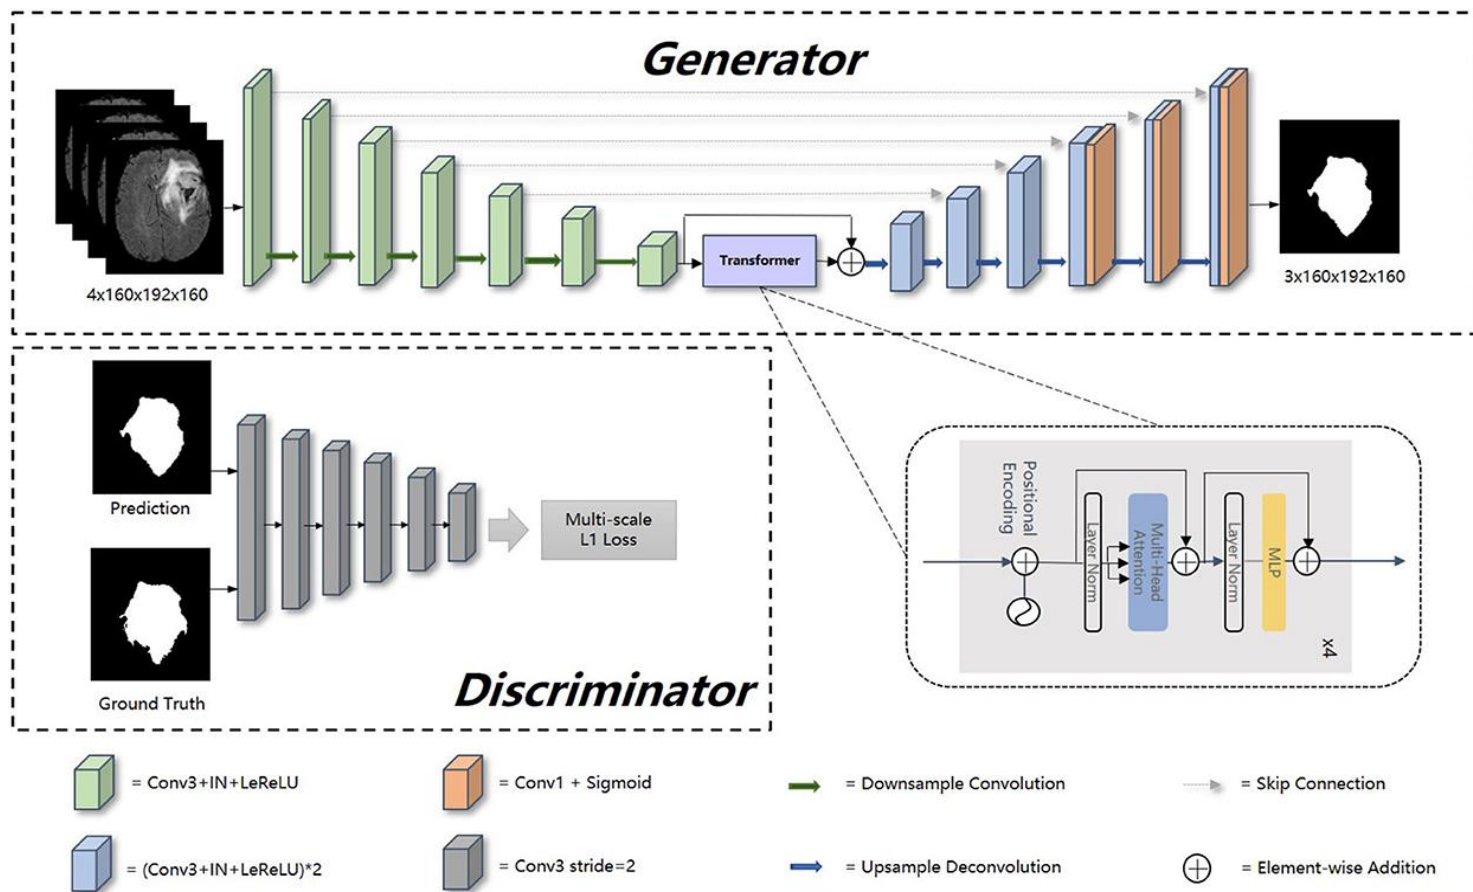 Generator
4x160x192x160
Transformer
3x160x192x160
Prediction
Ground Truth
Multi-scale
L1 Loss
Discriminator
Positional
Encoding
Layer Norm
Multi-Head
Attention
Layer Norm
MLP
x4
= Conv3+IN+LeReLU
= Conv1 + Sigmoid
= Downsample Convolution
= Skip Connection
= (Conv3+IN+LeReLU)*2
= Conv3 stride=2
= Upsample Deconvolution
= Element-wise Addition